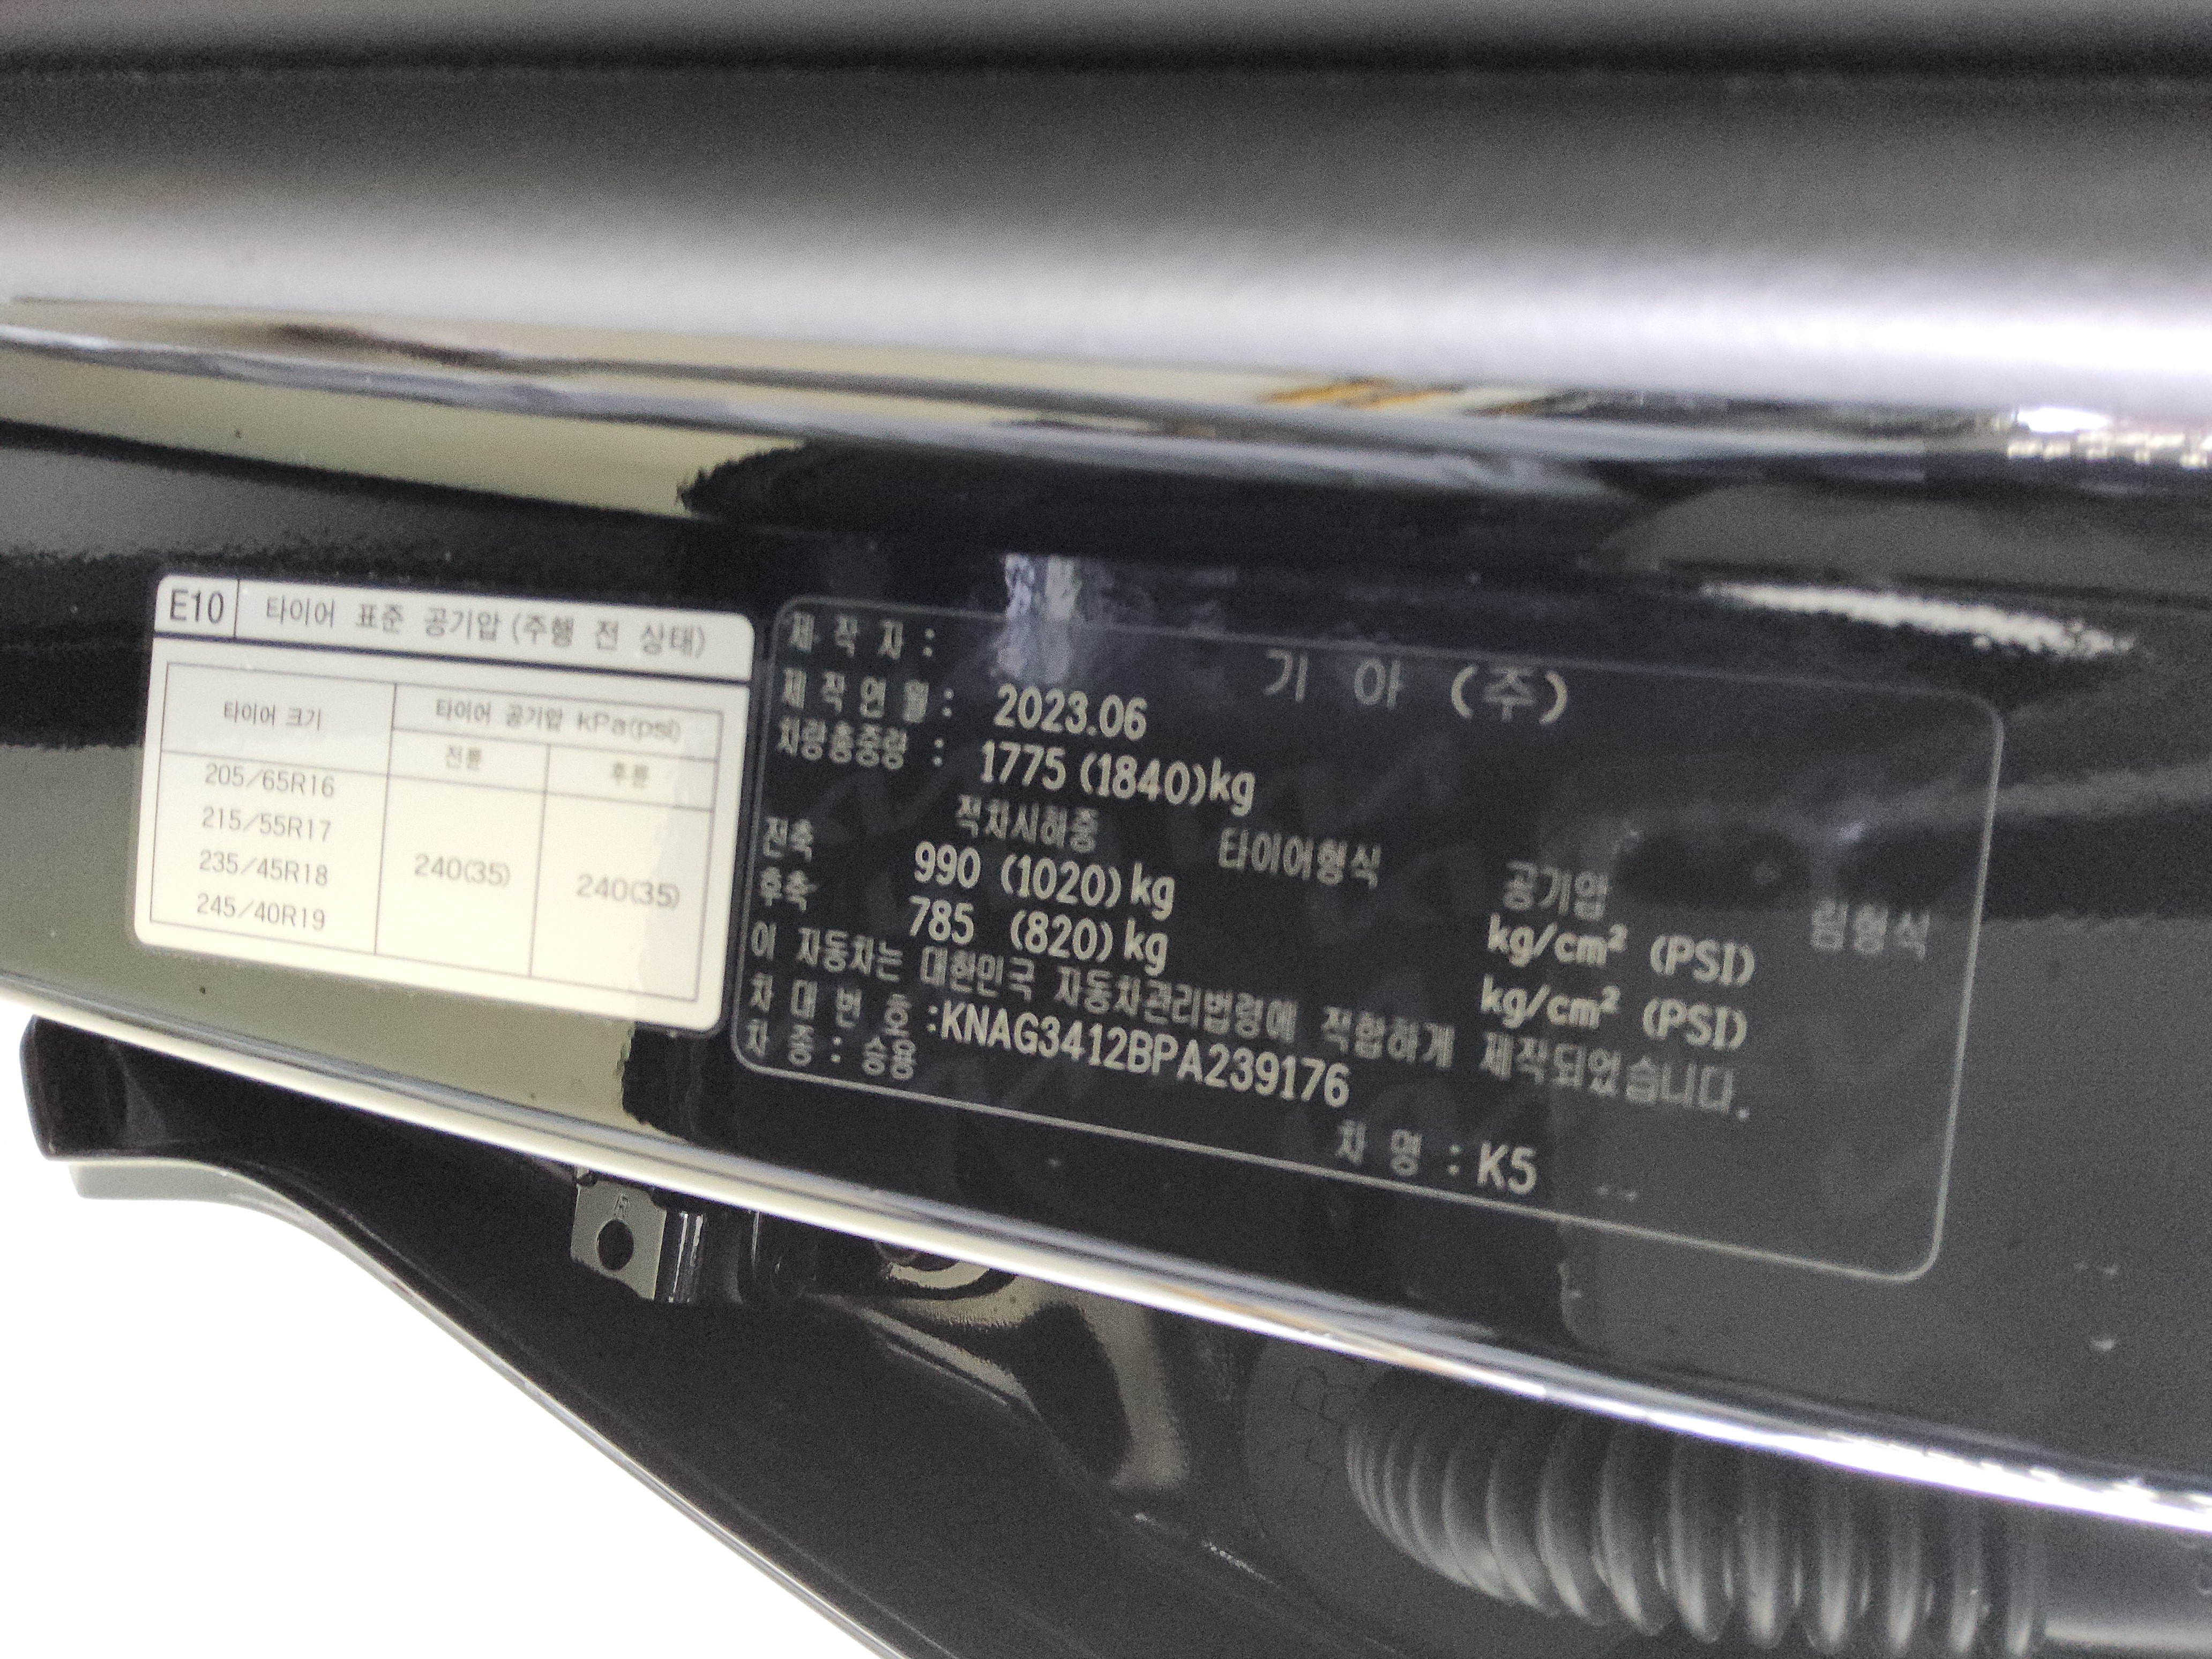 E10 타이어 표준 공기압 (주행 전 상태)
타이어 크기 타이어 공기압 kPa(psi)
전륜 후륜
205/65R16
215/55R17
235/45R18
245/40R19
240(35) 240(35)
제 작 자 : 기 아 (주)
제 작 연 월 : 2023.06
차량총중량 : 1775 (1840)kg
적차시하중 타이어형식 공기압 림형식
전축 990 (1020) kg kg/cm² (PSI)
후축 785 (820) kg kg/cm² (PSI)
이 자동차는 대한민국 자동차관리법령에 적합하게 제작되었습니다.
차 대 번 호 :KNAG3412BPA239176
차 종 : 승용 차 명 : K5